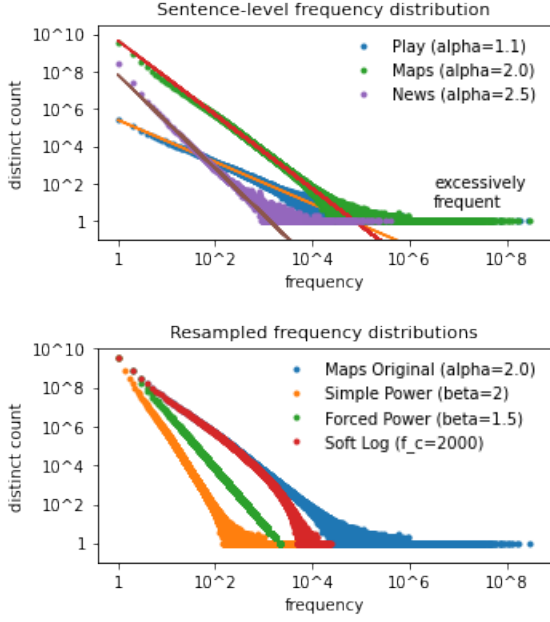 Sentence-level frequency distribution
10^10
10^8
10^6
10^4
10^2
1
distinct count
Play (alpha=1.1)
Maps (alpha=2.0)
News (alpha=2.5)
excessively
frequent
1
10^2
10^4
10^6
10^8
frequency
Resampled frequency distributions
10^10
10^8
10^6
10^4
10^2
1
distinct count
Maps Original (alpha=2.0)
Simple Power (beta=2)
Forced Power (beta=1.5)
Soft Log (f_c=2000)
1
10^2
10^4
10^6
10^8
frequency